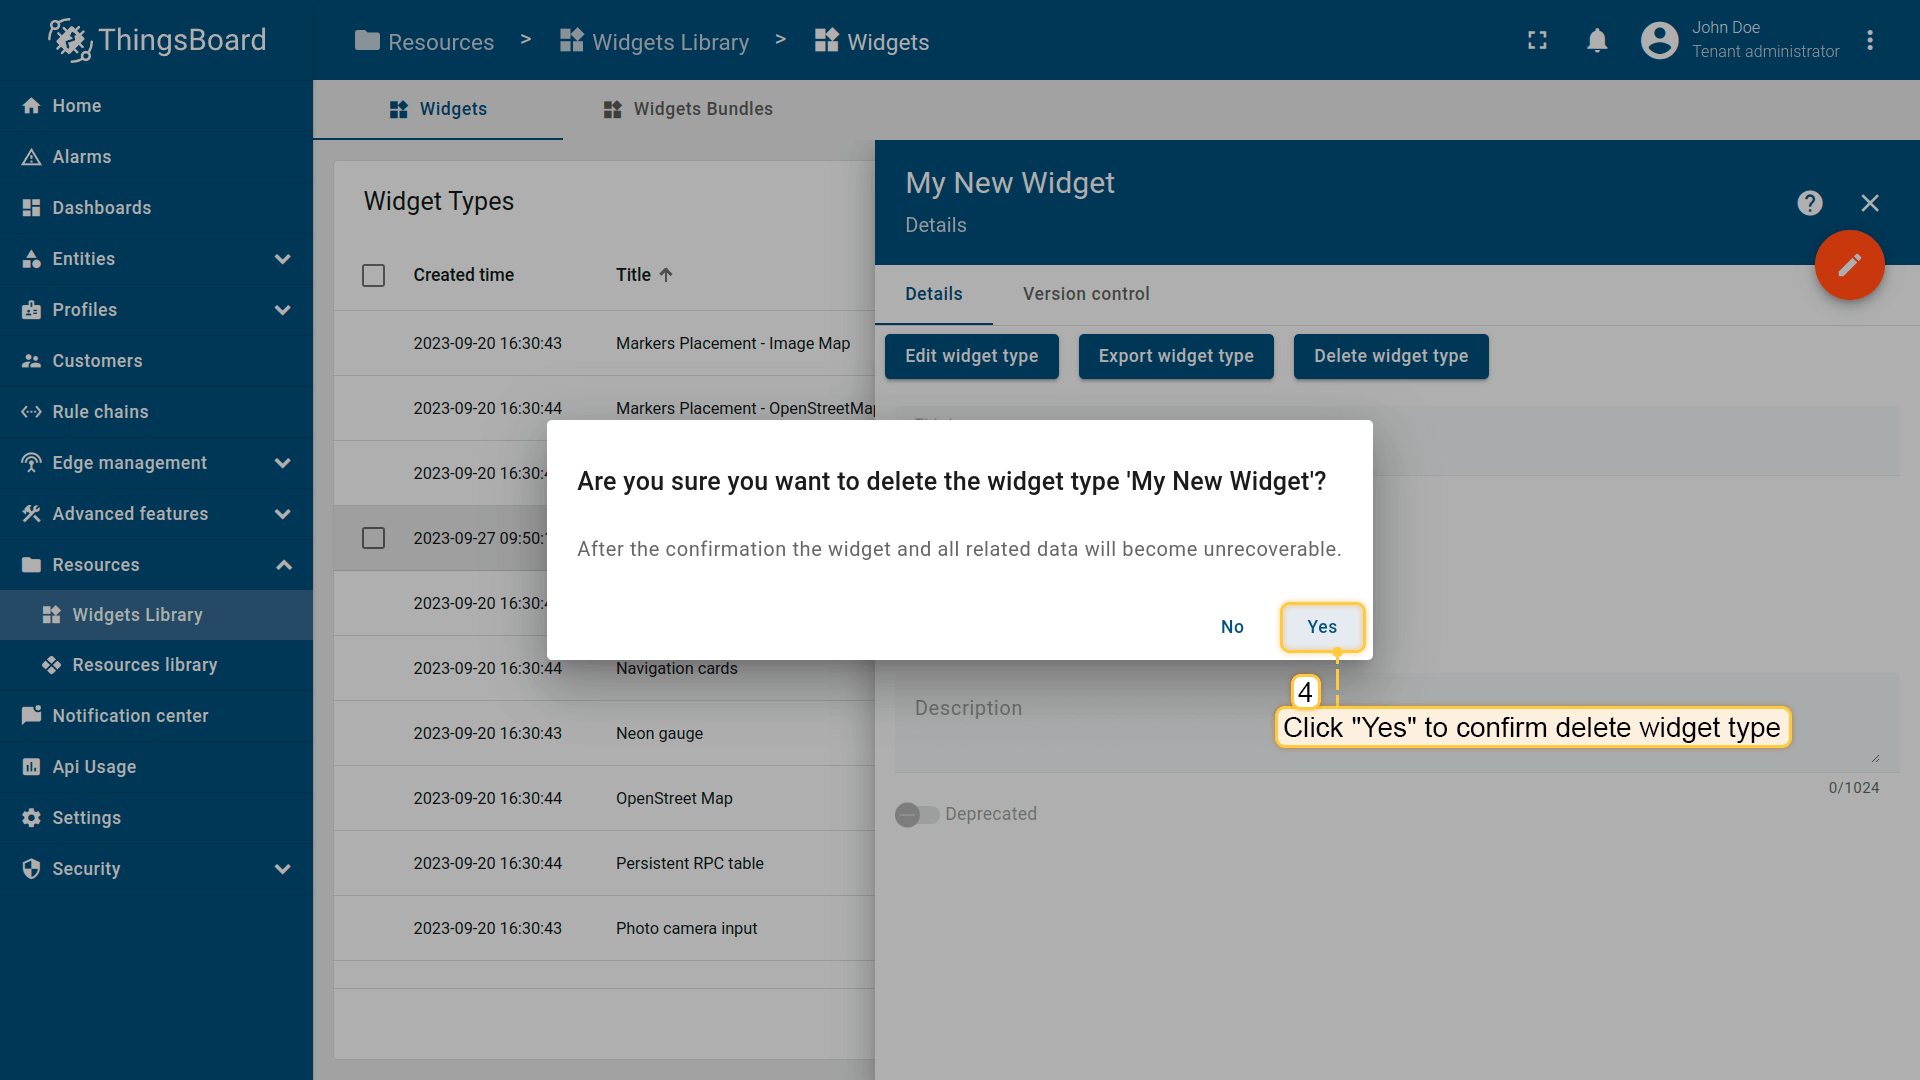 ThingsBoard
Resources > Widgets Library > Widgets
John Doe
Tenant administrator
Home
Alarms
Dashboards
Entities
Profiles
Customers
Rule chains
Edge management
Advanced features
Resources
Widgets Library
Resources library
Notification center
Api Usage
Settings
Security
Widgets
Widgets Bundles
Widget Types
Created time Title
2023-09-20 16:30:43 Markers Placement - Image Map
2023-09-20 16:30:44 Markers Placement - OpenStreetMap
2023-09-20 16:30:
2023-09-27 09:50:
2023-09-20 16:30:
2023-09-20 16:30:44 Navigation cards
2023-09-20 16:30:43 Neon gauge
2023-09-20 16:30:44 OpenStreet Map
2023-09-20 16:30:44 Persistent RPC table
2023-09-20 16:30:43 Photo camera input
My New Widget
Details
Details Version control
Edit widget type Export widget type Delete widget type
Are you sure you want to delete the widget type 'My New Widget'?
After the confirmation the widget and all related data will become unrecoverable.
No Yes
4
Click "Yes" to confirm delete widget type
Description
0/1024
Deprecated